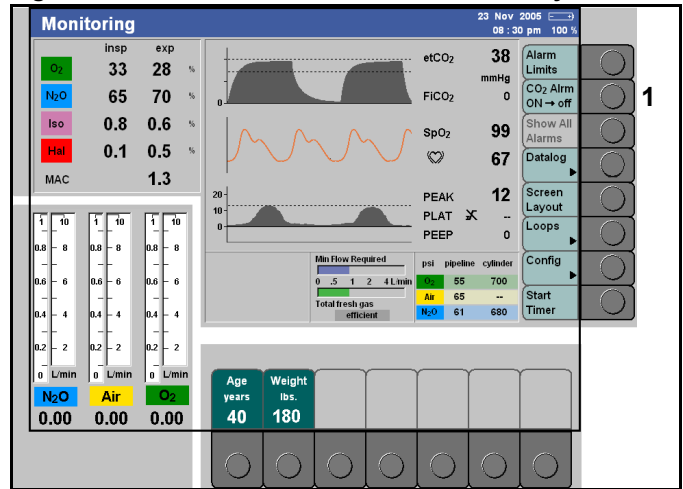 Monitoring
23 Nov 2005
08:30 pm 100 %
insp exp
O2 33 28 %
N2O 65 70 %
Iso 0.8 0.6 %
Hal 0.1 0.5 %
MAC 1.3
0
etCO2 38
mmHg
FiCO2 0
SpO2 99
67
20
10
0
PEAK 12
PLAT --
PEEP 0
Min Flow Required
0 .5 1 2 4 L/min
Total fresh gas
efficient
psi pipeline cylinder
O2 55 700
Air 65 --
N2O 61 680
Alarm
Limits
CO2 Alrm
ON → off
Show All
Alarms
Datalog
Screen
Layout
Loops
Config
Start
Timer
1
1 10 1 10 1 10
0.8 8 0.8 8 0.8 8
0.6 6 0.6 6 0.6 6
0.4 4 0.4 4 0.4 4
0.2 2 0.2 2 0.2 2
0 L/min 0 L/min 0 L/min
N2O Air O2
0.00 0.00 0.00
Age
years
40
Weight
lbs.
180